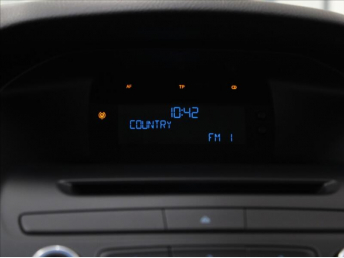 AF TP CD
10:42
COUNTRY
FM 1